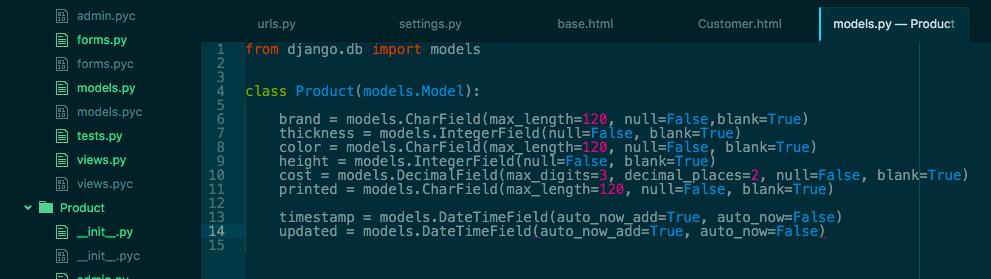 admin.pyc
forms.py
forms.pyc
models.py
models.pyc
tests.py
views.py
views.pyc
Product
__init__.py
__init__.pyc
admin.py
urls.py settings.py base.html Customer.html models.py — Product
1 from django.db import models
2
3
4 class Product(models.Model):
5
6     brand = models.CharField(max_length=120, null=False,blank=True)
7     thickness = models.IntegerField(null=False, blank=True)
8     color = models.CharField(max_length=120, null=False, blank=True)
9     height = models.IntegerField(null=False, blank=True)
10     cost = models.DecimalField(max_digits=3, decimal_places=2, null=False, blank=True)
11     printed = models.CharField(max_length=120, null=False, blank=True)
12
13     timestamp = models.DateTimeField(auto_now_add=True, auto_now=False)
14     updated = models.DateTimeField(auto_now_add=True, auto_now=False)
15